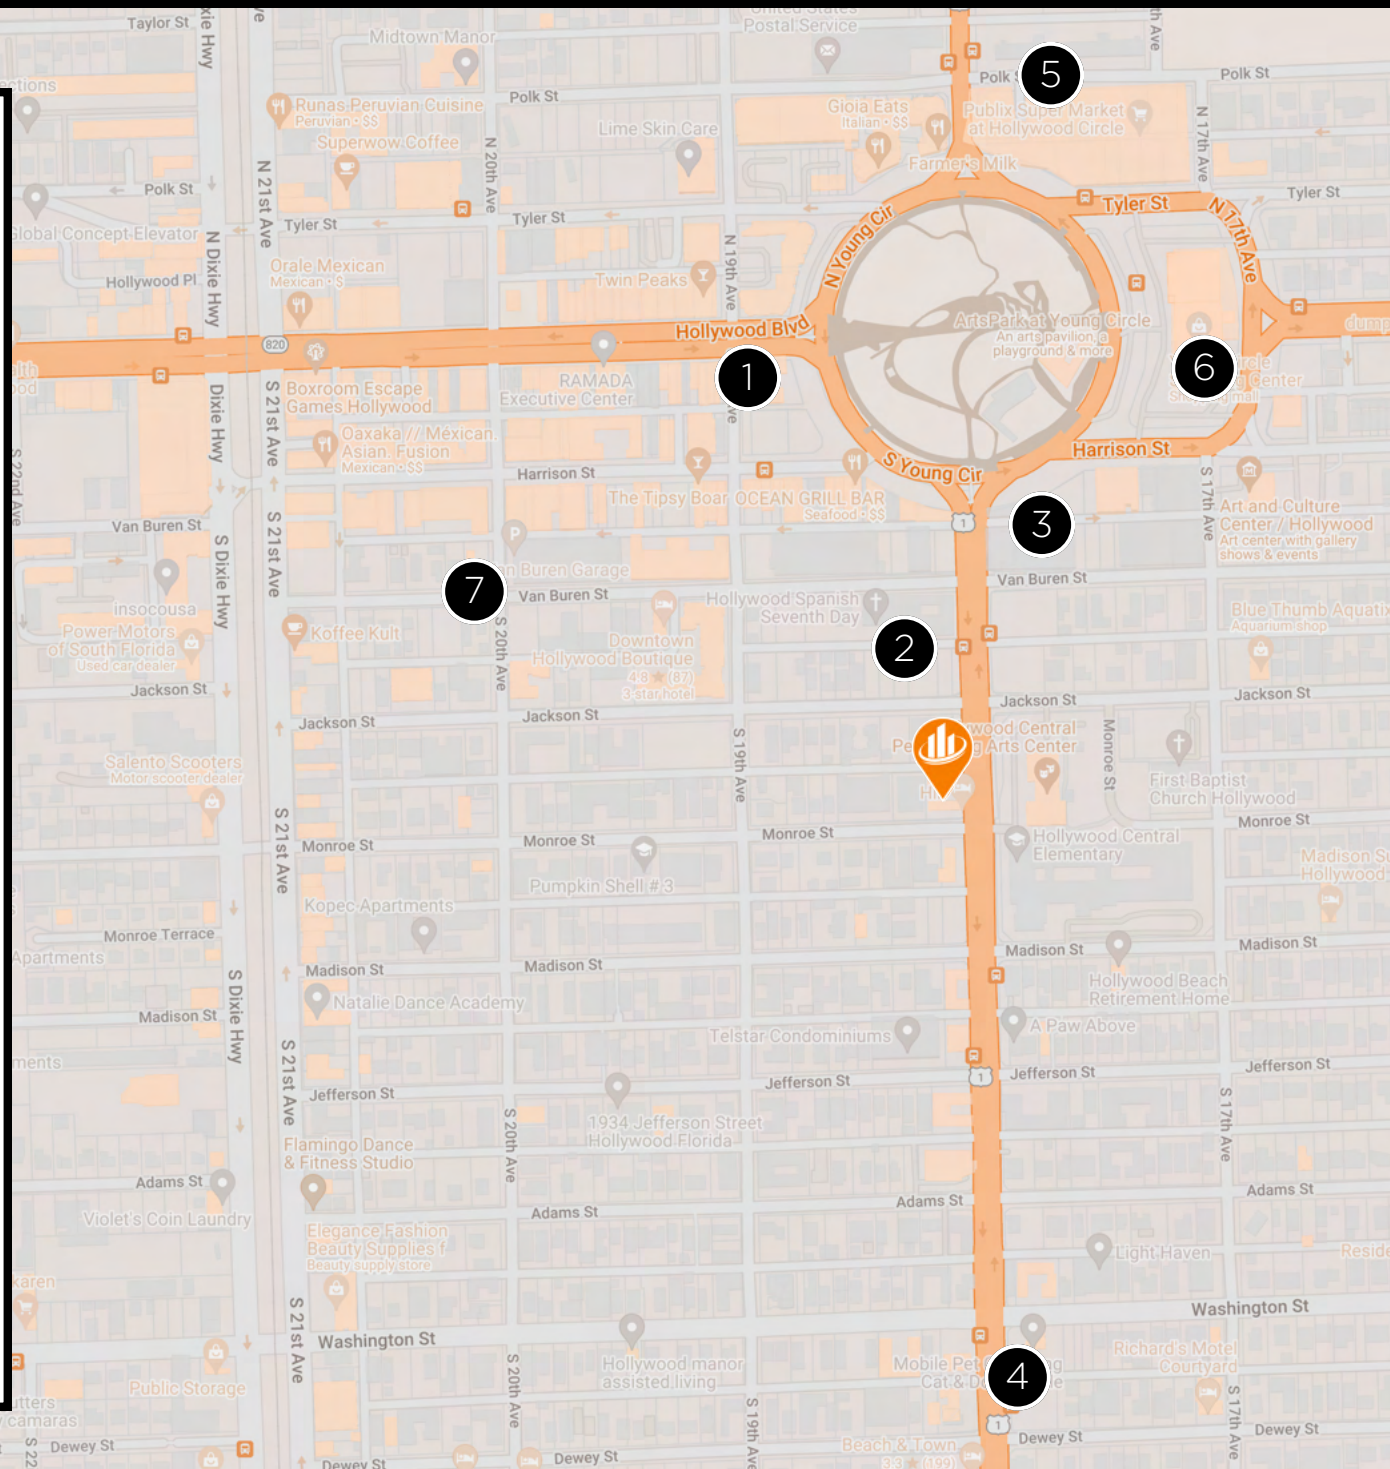 Taylor St
Dixie Hwy
Midtown Manor
United States
Postal Service
Polk St
5
Polk St
Runas Peruvian Cuisine
Peruvian • $$
Superwow Coffee
Polk St
Lime Skin Care
Gioia Eats
Italian • $$
Publix Super Market
at Hollywood Circle
Farmer's Milk
N 20th Ave
N 21st Ave
N 17th Ave
Polk St
Tyler St
Tyler St
Tyler St
Tyler St
Global Concept Elevator
N Dixie Hwy
Hollywood Pl
Orale Mexican
Mexican • $
Twin Peaks
N 19th Ave
N Young Cir
N 17th Ave
Hollywood Blvd
820
ArtsPark at Young Circle
An arts pavilion, a
playground & more
RAMADA
Executive Center
1
6
Boxroom Escape
Games Hollywood
Dixie Hwy
S 21st Ave
Oaxaka // Méxican.
Asian. Fusion
Mexican • $$
S 22nd Ave
Harrison St
Harrison St
S Young Cir
The Tipsy Boar
OCEAN GRILL BAR
Seafood • $$
S 17th Ave
Art and Culture
Center / Hollywood
Art center with gallery
shows & events
Van Buren St
1
3
S 21st Ave
S Dixie Hwy
P
Van Buren Garage
7
Van Buren St
Van Buren St
insocousa
Power Motors
of South Florida
Used car dealer
Koffee Kult
S 20th Ave
Downtown
Hollywood Boutique
4.8 ★ (87)
3-star hotel
Hollywood Spanish
Seventh Day
2
Blue Thumb Aquatix
Aquarium shop
Jackson St
Jackson St
Jackson St
Jackson St
Jackson St
S 19th Ave
Monroe St
Salento Scooters
Motor scooter dealer
First Baptist
Church Hollywood
S 21st Ave
Monroe St
Monroe St
Monroe St
Monroe St
Pumpkin Shell # 3
Hollywood Central
Elementary
Kopec Apartments
Monroe Terrace
Apartments
Madison St
Madison St
Madison St
Madison St
Natalie Dance Academy
S Dixie Hwy
Madison St
Hollywood Beach
Retirement Home
Telstar Condominiums
A Paw Above
S 21st Ave
Jefferson St
Jefferson St
1
Jefferson St
Jefferson St
1934 Jefferson Street
Hollywood Florida
S 20th Ave
S 17th Ave
Flamingo Dance
& Fitness Studio
Adams St
Adams St
Adams St
Adams St
Violet's Coin Laundry
Elegance Fashion
Beauty Supplies f
Beauty supply store
Light Haven
S 21st Ave
Washington St
Washington St
Hollywood manor
assisted living
S 20th Ave
S 19th Ave
4
Richard's Motel
Courtyard
Public Storage
S 17th Ave
camaras
Dewey St
Dewey St
Dewey St
1
Dewey St
Dewey St
Beach & Town
3.3 ★ (199)